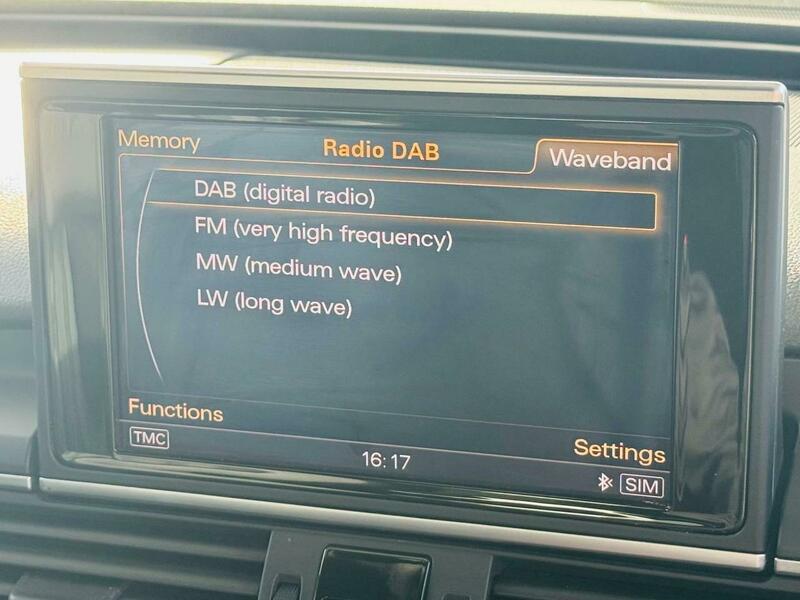 Memory
Radio DAB
Waveband
DAB (digital radio)
FM (very high frequency)
MW (medium wave)
LW (long wave)
Functions
Settings
TMC
16:17
SIM